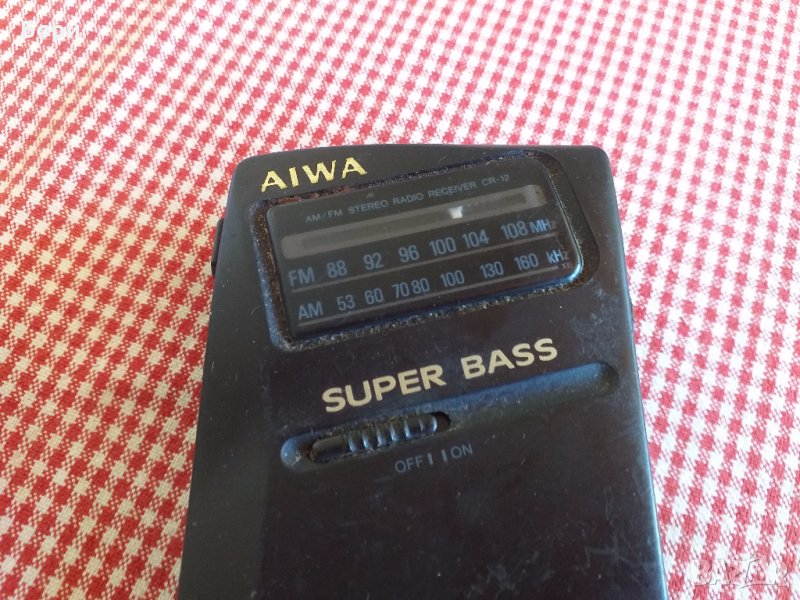 Бери
AIWA
AM/FM STEREO RADIO RECEIVER CR-12
FM 88 92 96 100 104 108 MHz
AM 53 60 70 80 100 130 160 kHz
SUPER BASS
OFF ON